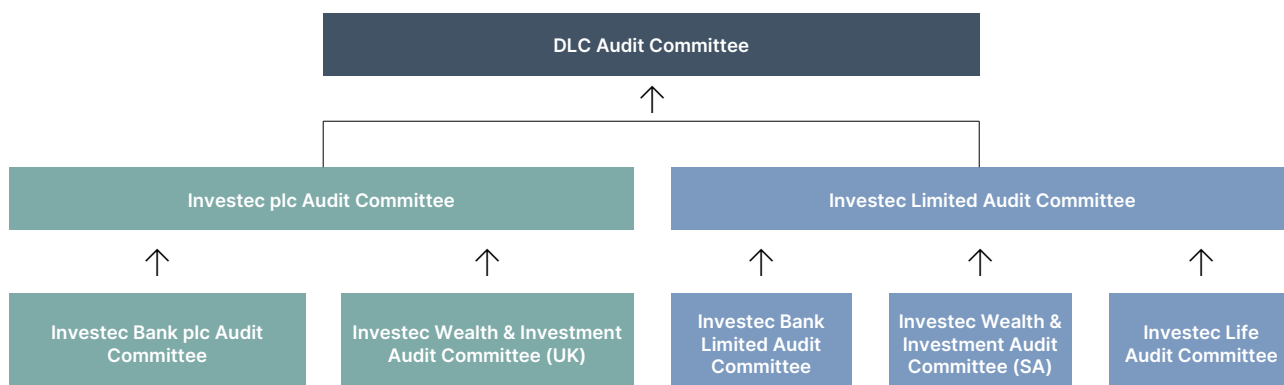 DLC Audit Committee
Investec plc Audit Committee
Investec Limited Audit Committee
Investec Bank plc Audit
Committee
Investec Wealth & Investment
Audit Committee (UK)
Investec Bank
Limited Audit
Committee
Investec Wealth &
Investment Audit
Committee (SA)
Investec Life
Audit Committee